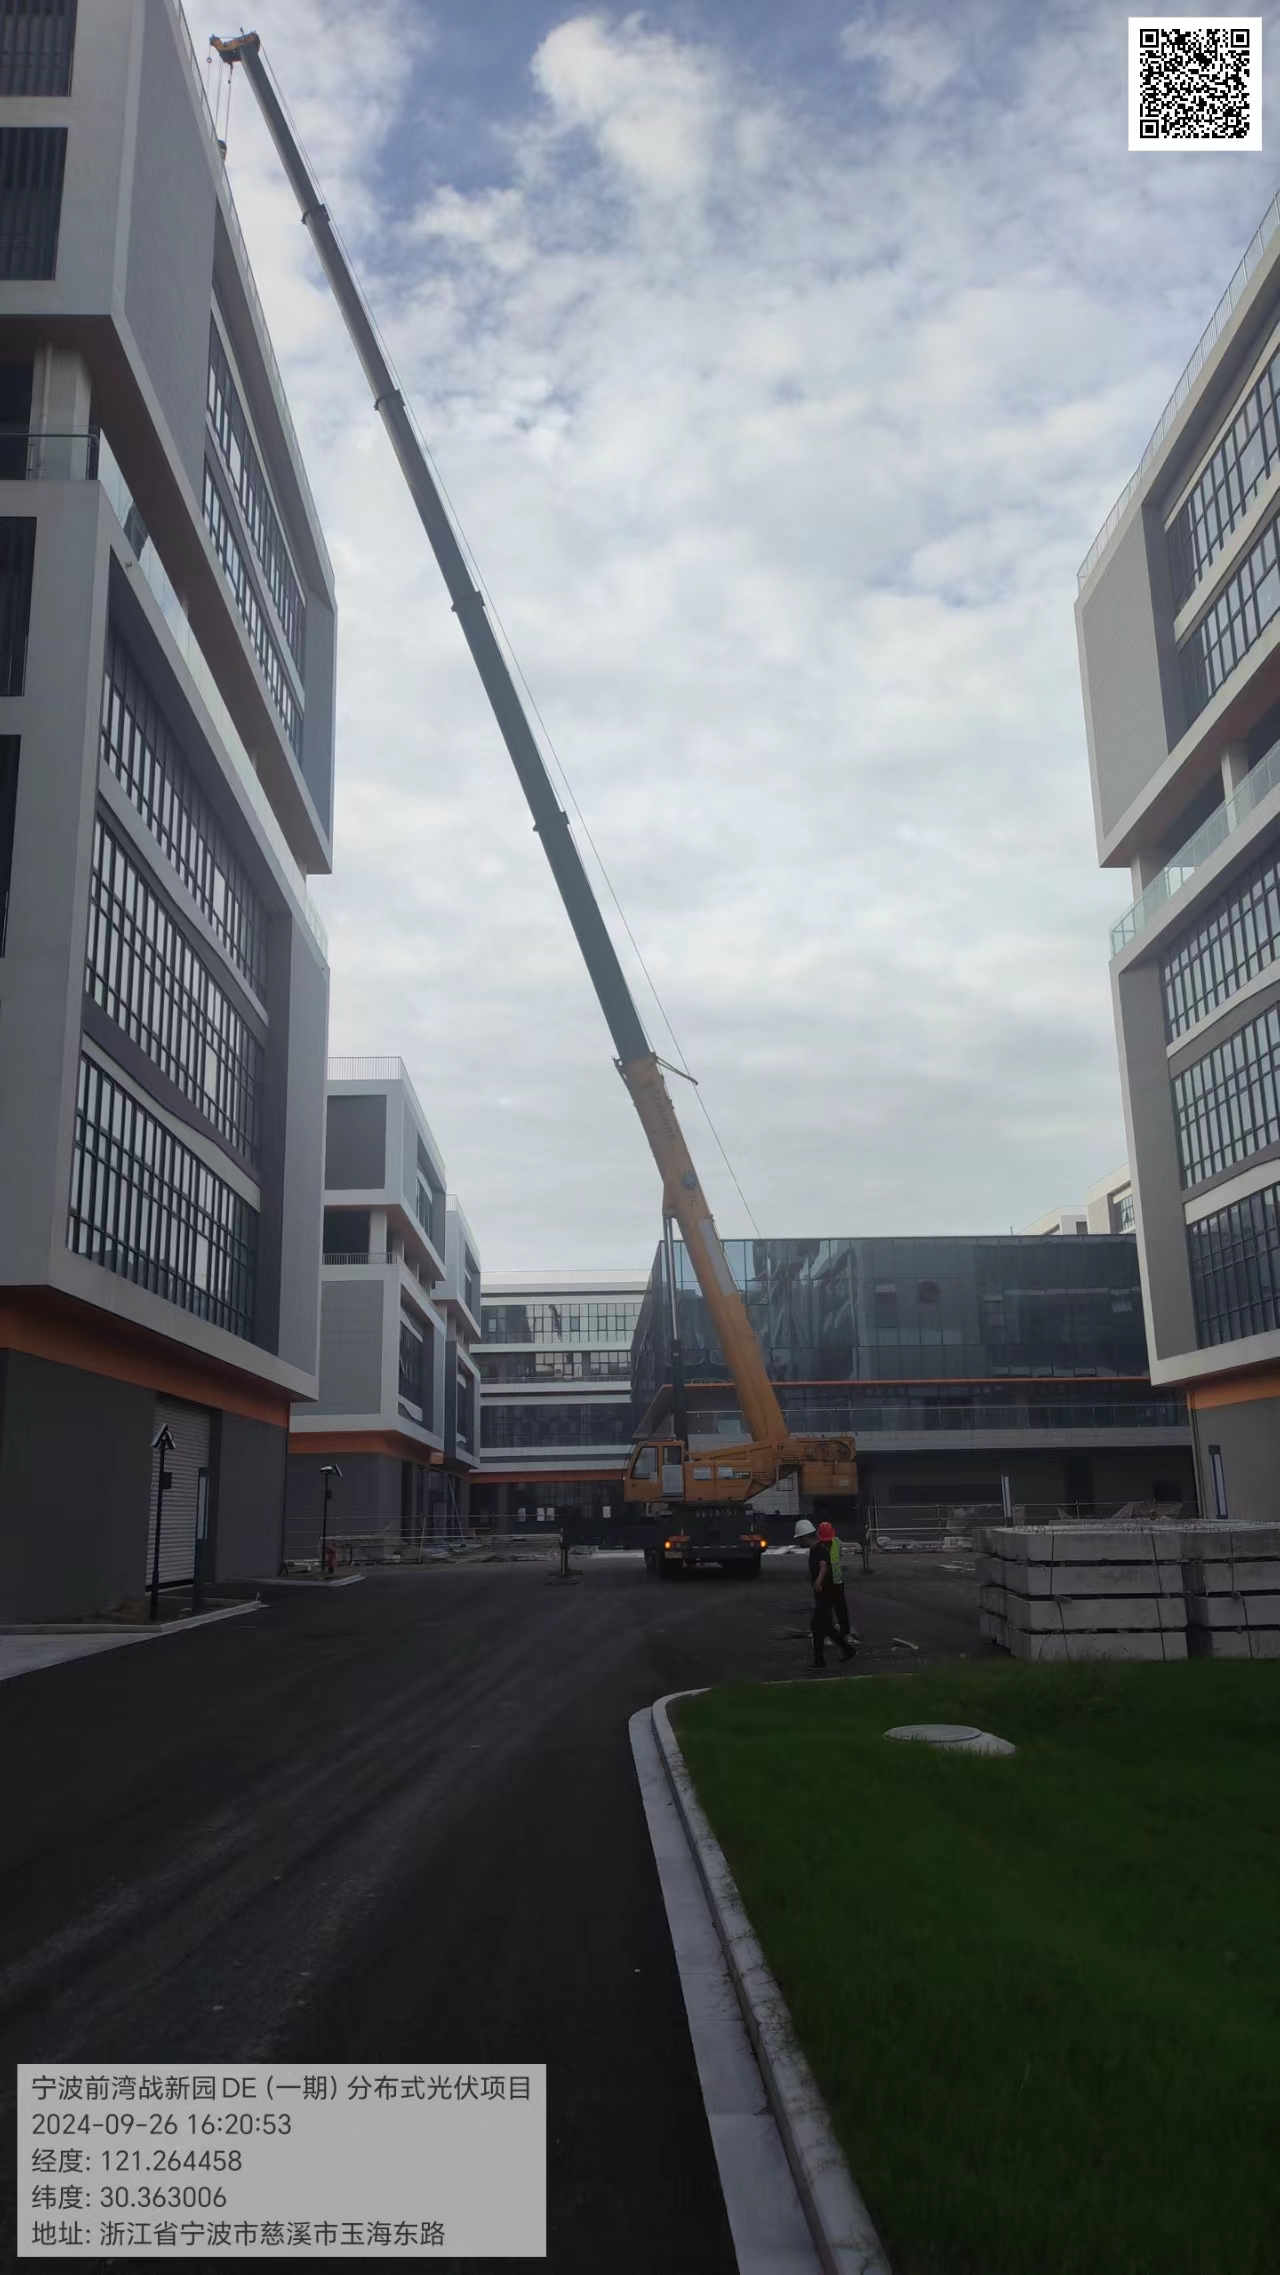 宁波前湾战新园DE（一期）分布式光伏项目
2024-09-26 16:20:53
经度: 121.264458
纬度: 30.363006
地址: 浙江省宁波市慈溪市玉海东路